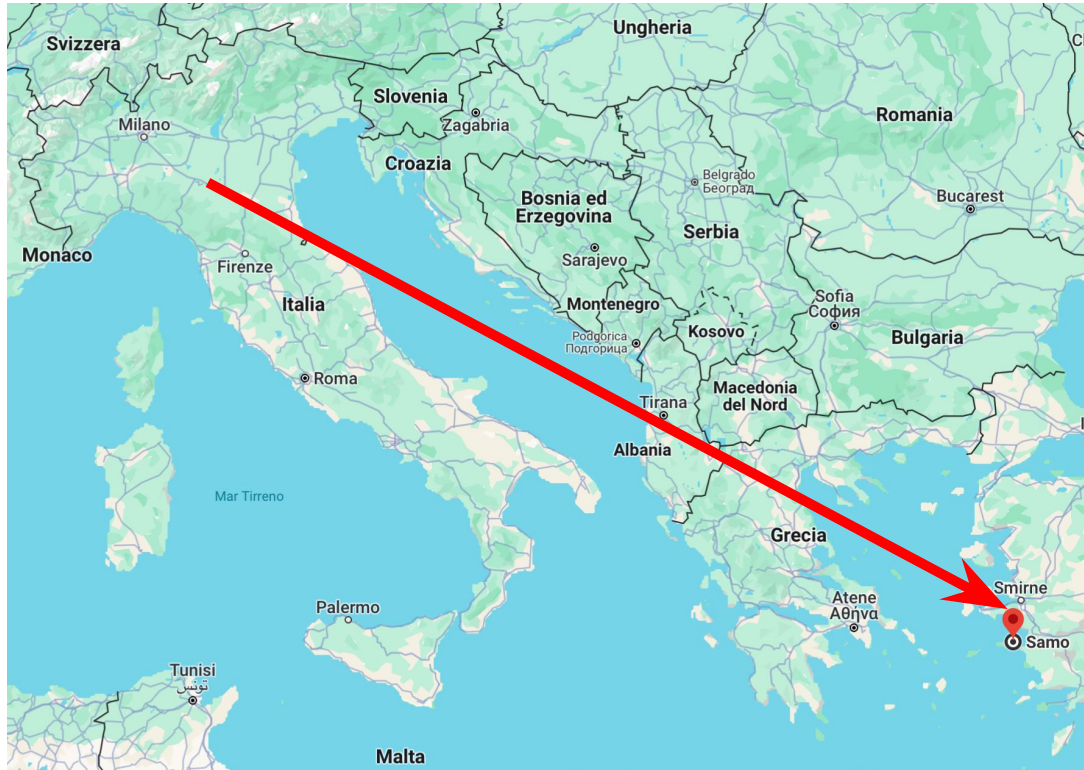 Ungheria
Svizzera
Slovenia
Romania
Milano
Zagabria
Croazia
Belgrado
Београд
Bosnia ed
Erzegovina
Bucarest
Serbia
Monaco
Firenze
Sarajevo
Italia
Montenegro
Sofia
София
Kosovo
Podgorica
Подгорица
Bulgaria
Roma
Macedonia
del Nord
Tirana
Albania
Mar Tirreno
Grecia
Smirne
Atene
Αθήνα
Palermo
Samo
Tunisi
تونس
Malta